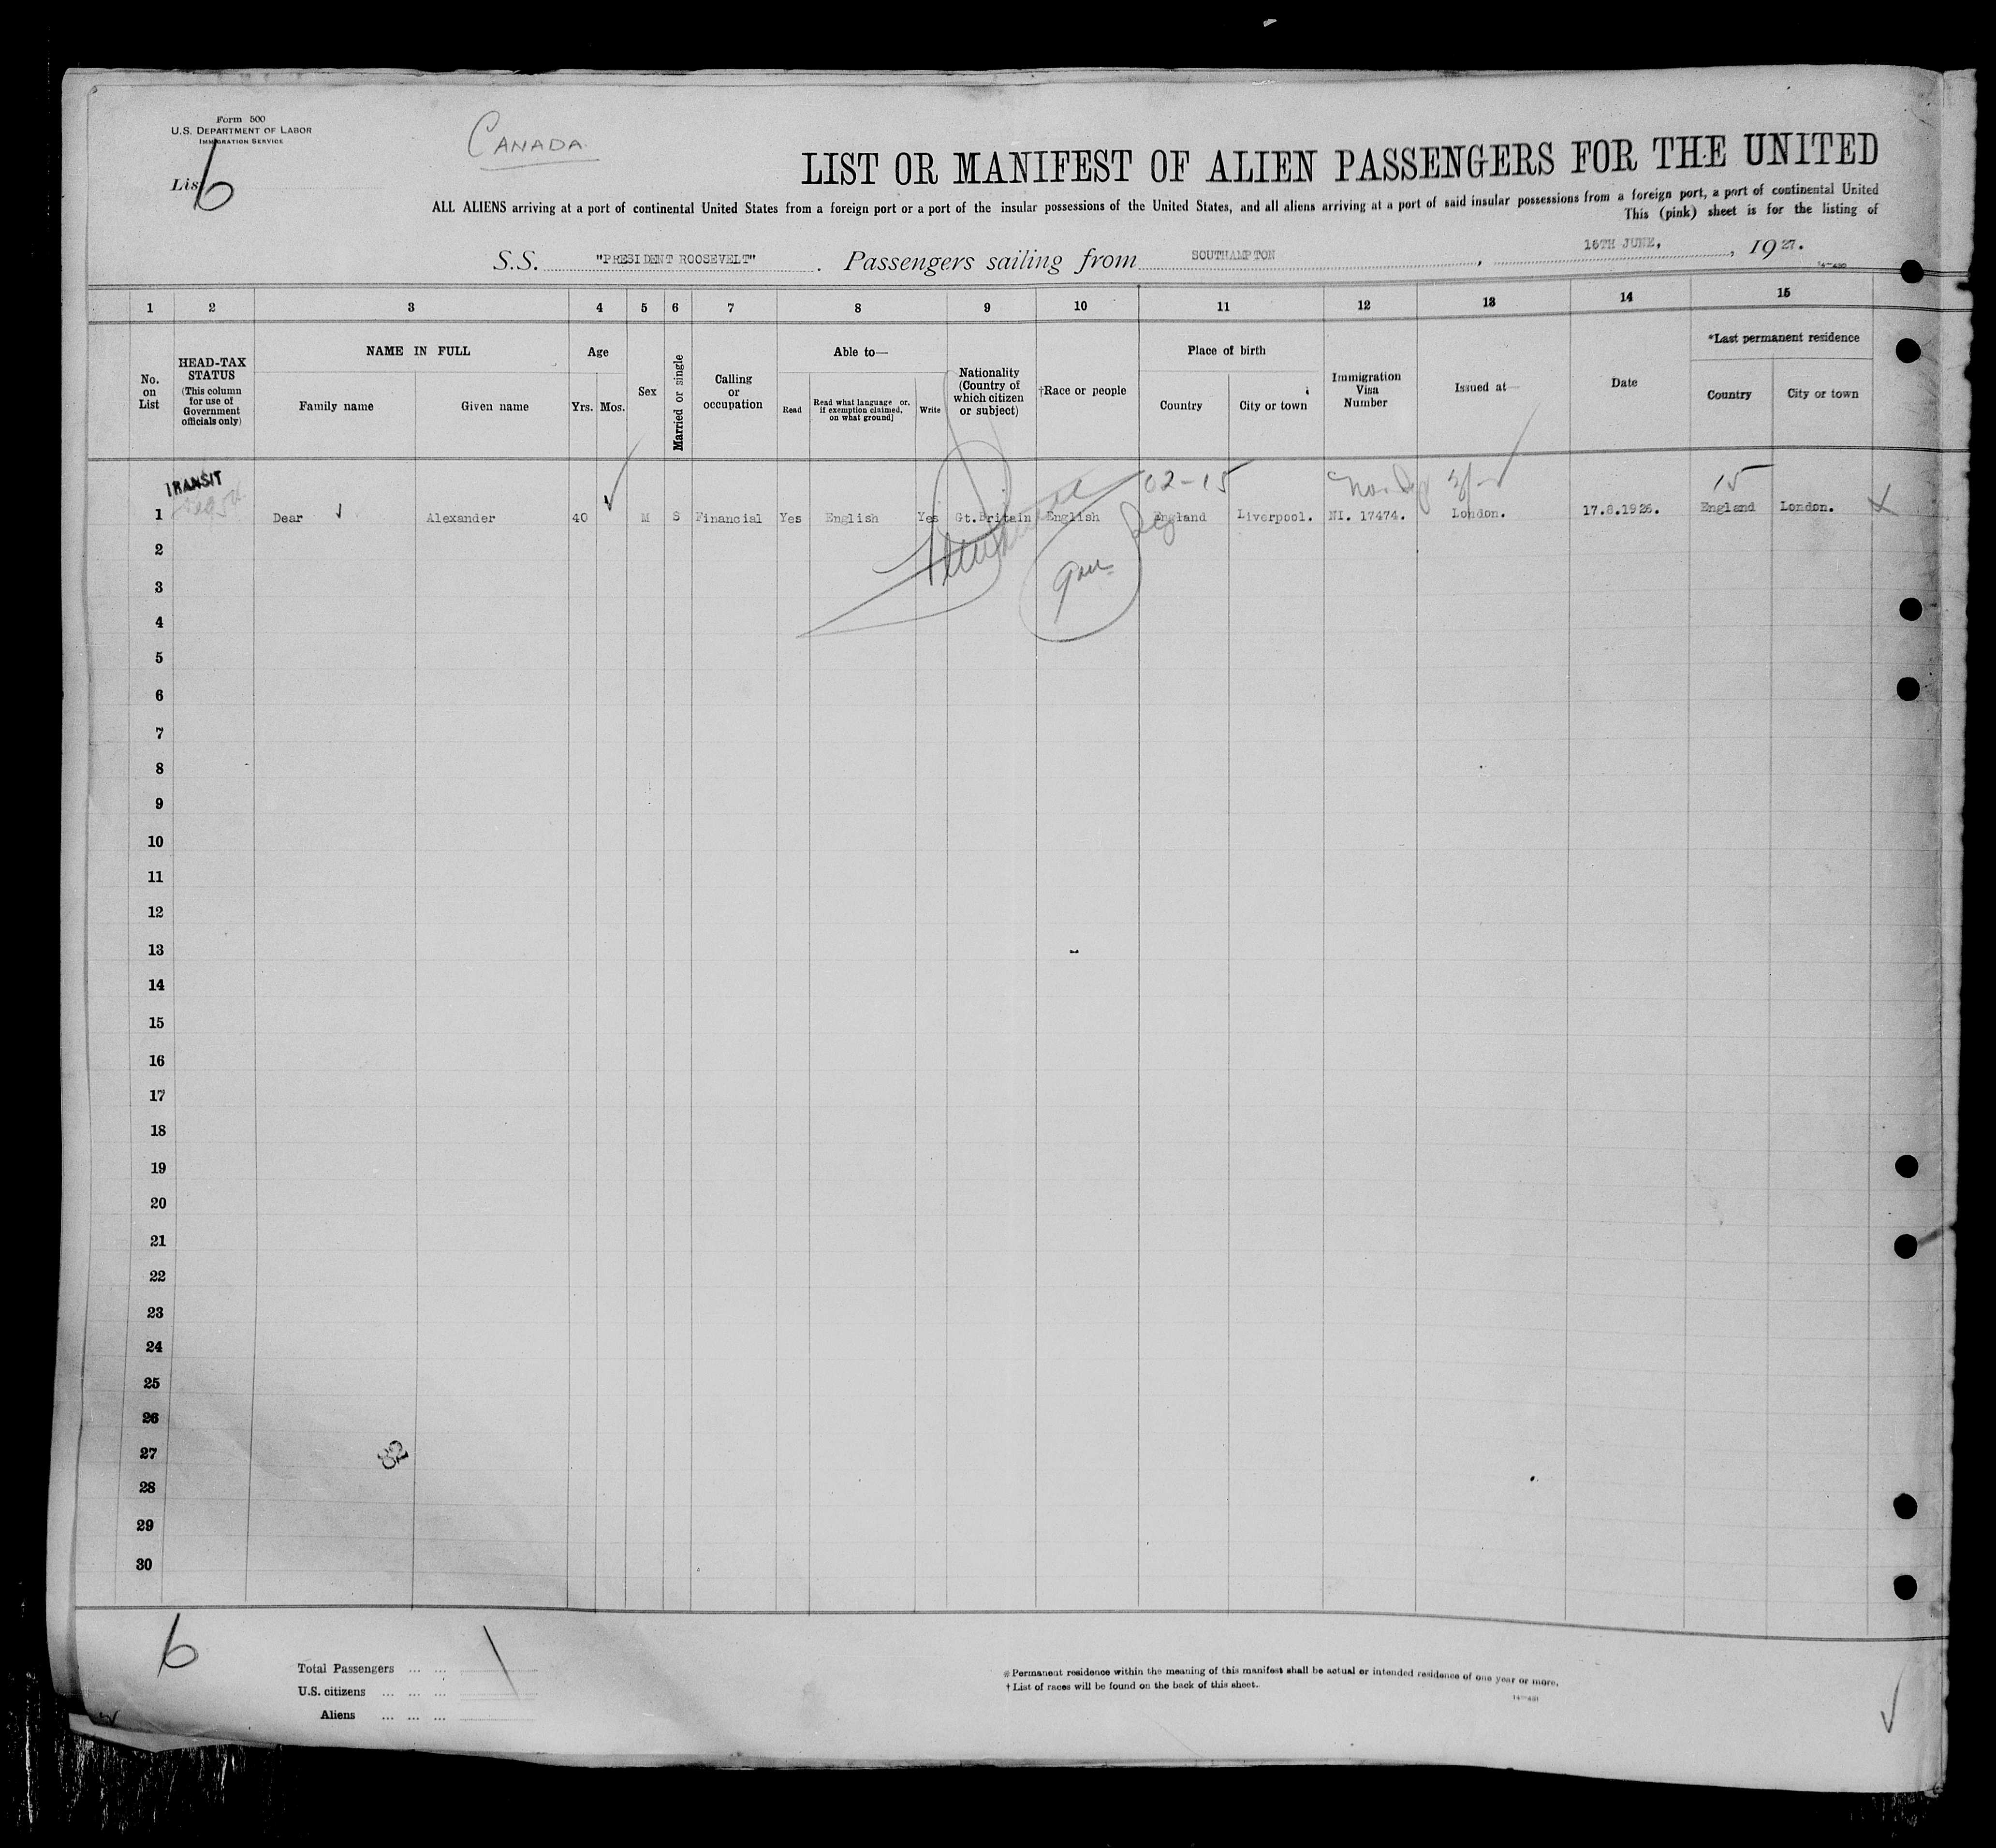 Form 500
U.S. DEPARTMENT OF LABOR
IMMIGRATION SERVICE
CANADA.
List 6
LIST OR MANIFEST OF ALIEN PASSENGERS FOR THE UNITED
ALL ALIENS arriving at a port of continental United States from a foreign port or a port of the insular possessions of the United States, and all aliens arriving at a port of said insular possessions from a foreign port, a port of continental United
This (pink) sheet is for the listing of
S.S. "PRESIDENT ROOSEVELT". Passengers sailing from SOUTHAMPTON, 16TH JUNE, 1927.
1 2 3 4 5 6 7 8 9 10 11 12 13 14 15
No. on List
HEAD-TAX STATUS
(This column for use of Government officials only)
NAME IN FULL
Family name
Given name
Age
Yrs. Mos.
Sex
Married or single
Calling or occupation
Able to—
Read
Read what language or, if exemption claimed, on what ground]
Write
Nationality (Country of which citizen or subject)
†Race or people
Place of birth
Country
City or town
Immigration Visa Number
Issued at—
Date
*Last permanent residence
Country
City or town
TRANSIT
02-15
15
1 Dear Alexander 40 M S Financial Yes English Yes Gt.Britain English England Liverpool. NI. 17474. London. 17.8.1926. England London.
2
3
4
5
6
7
8
9
10
11
12
13
14
15
16
17
18
19
20
21
22
23
24
25
26
27
28
29
30
6
Total Passengers ... ... 1
U.S. citizens ... ... ...
Aliens ... ... ...
* Permanent residence within the meaning of this manifest shall be actual or intended residence of one year or more.
† List of races will be found on the back of this sheet.